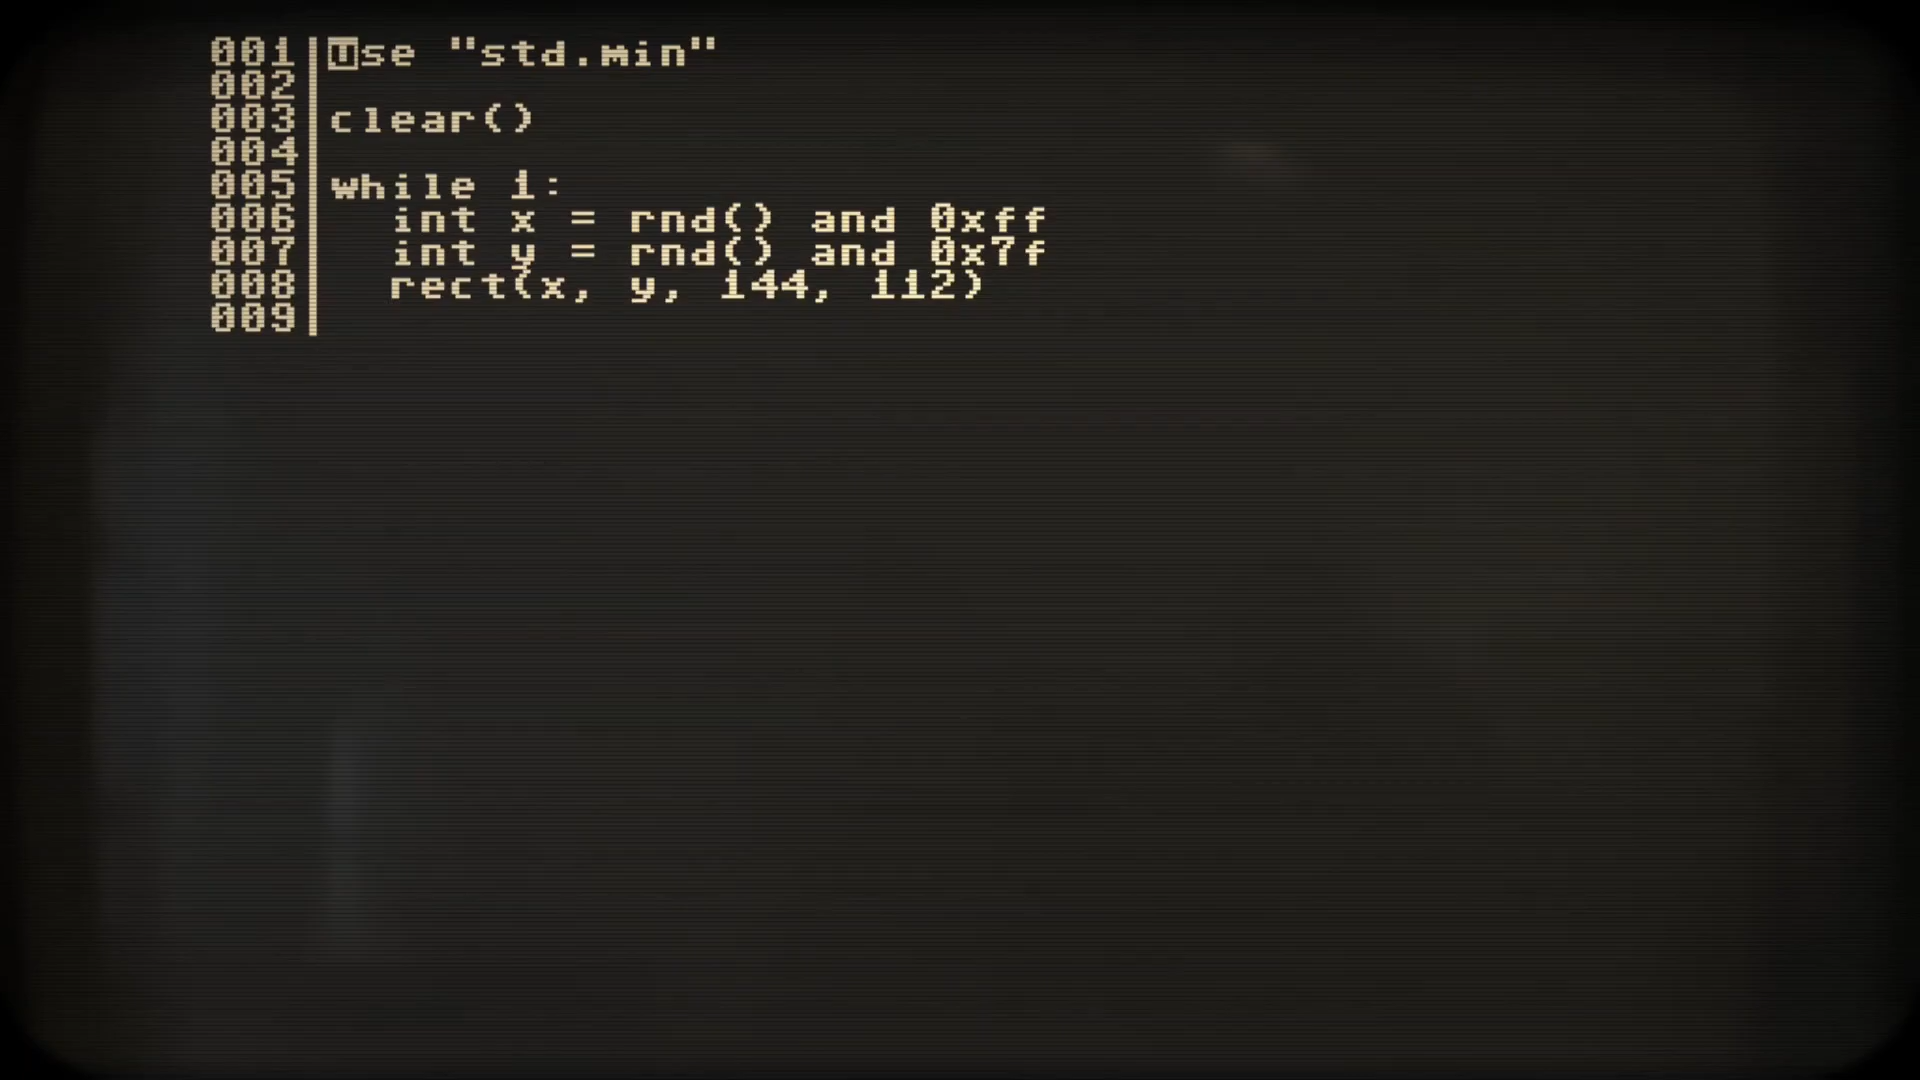 001 use "std.min"
002
003 clear()
004
005 while 1:
006   int x = rnd() and 0xff
007   int y = rnd() and 0x7f
008   rect(x, y, 144, 112)
009